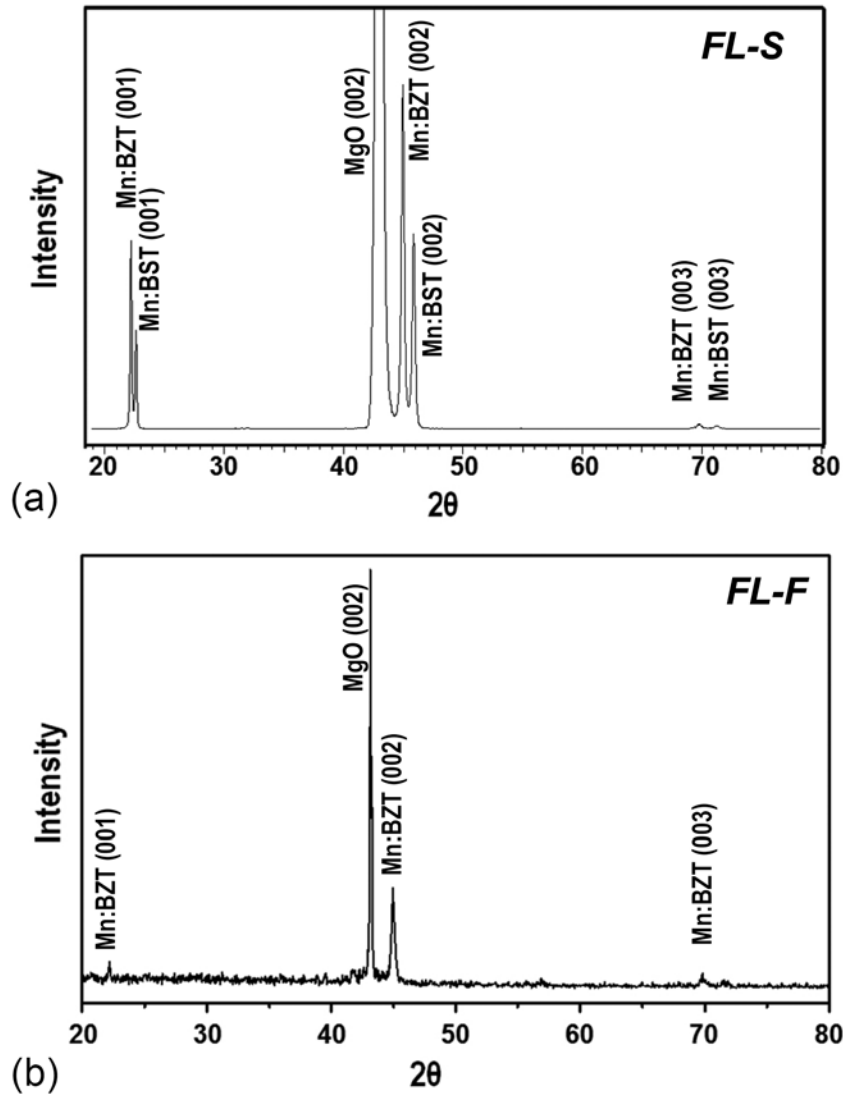 FL-S
Mn:BZT (001)
Mn:BST (001)
MgO (002)
Mn:BZT (002)
Mn:BST (002)
Mn:BZT (003)
Mn:BST (003)
Intensity
20 30 40 50 60 70 80
2θ
(a)
FL-F
Mn:BZT (001)
MgO (002)
Mn:BZT (002)
Mn:BZT (003)
Intensity
20 30 40 50 60 70 80
2θ
(b)